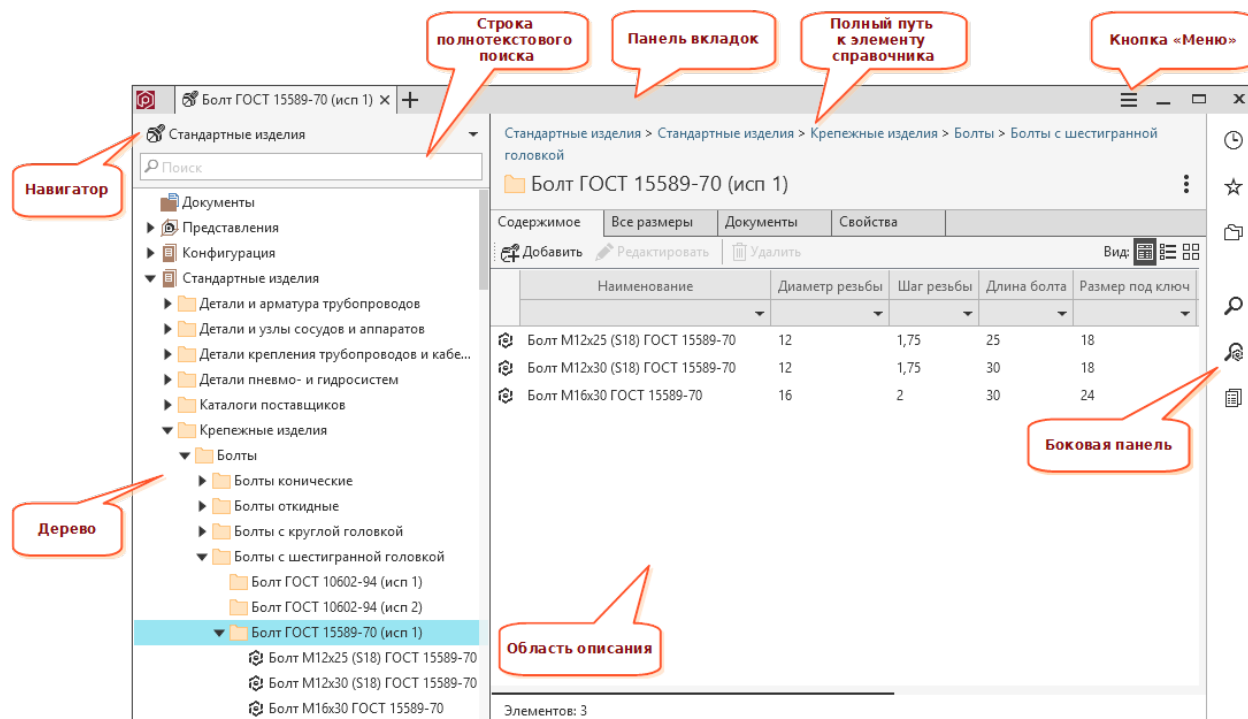 Строка
полнотекстового
поиска
Панель вкладок
Полный путь
к элементу
справочника
Кнопка «Меню»
Болт ГОСТ 15589-70 (исп 1)
Навигатор
Стандартные изделия
Поиск
Документы
Представления
Конфигурация
Стандартные изделия
Детали и арматура трубопроводов
Детали и узлы сосудов и аппаратов
Детали крепления трубопроводов и кабе...
Детали пневмо- и гидросистем
Каталоги поставщиков
Крепежные изделия
Болты
Болты конические
Болты откидные
Болты с круглой головкой
Болты с шестигранной головкой
Болт ГОСТ 10602-94 (исп 1)
Болт ГОСТ 10602-94 (исп 2)
Болт ГОСТ 15589-70 (исп 1)
Болт M12x25 (S18) ГОСТ 15589-70
Болт M12x30 (S18) ГОСТ 15589-70
Болт M16x30 ГОСТ 15589-70
Дерево
Стандартные изделия > Стандартные изделия > Крепежные изделия > Болты > Болты с шестигранной
головкой
Болт ГОСТ 15589-70 (исп 1)
Содержимое Все размеры Документы Свойства
Добавить Редактировать Удалить Вид:
Наименование Диаметр резьбы Шаг резьбы Длина болта Размер под ключ
Болт M12x25 (S18) ГОСТ 15589-70 12 1,75 25 18
Болт M12x30 (S18) ГОСТ 15589-70 12 1,75 30 18
Болт M16x30 ГОСТ 15589-70 16 2 30 24
Боковая панель
Область описания
Элементов: 3